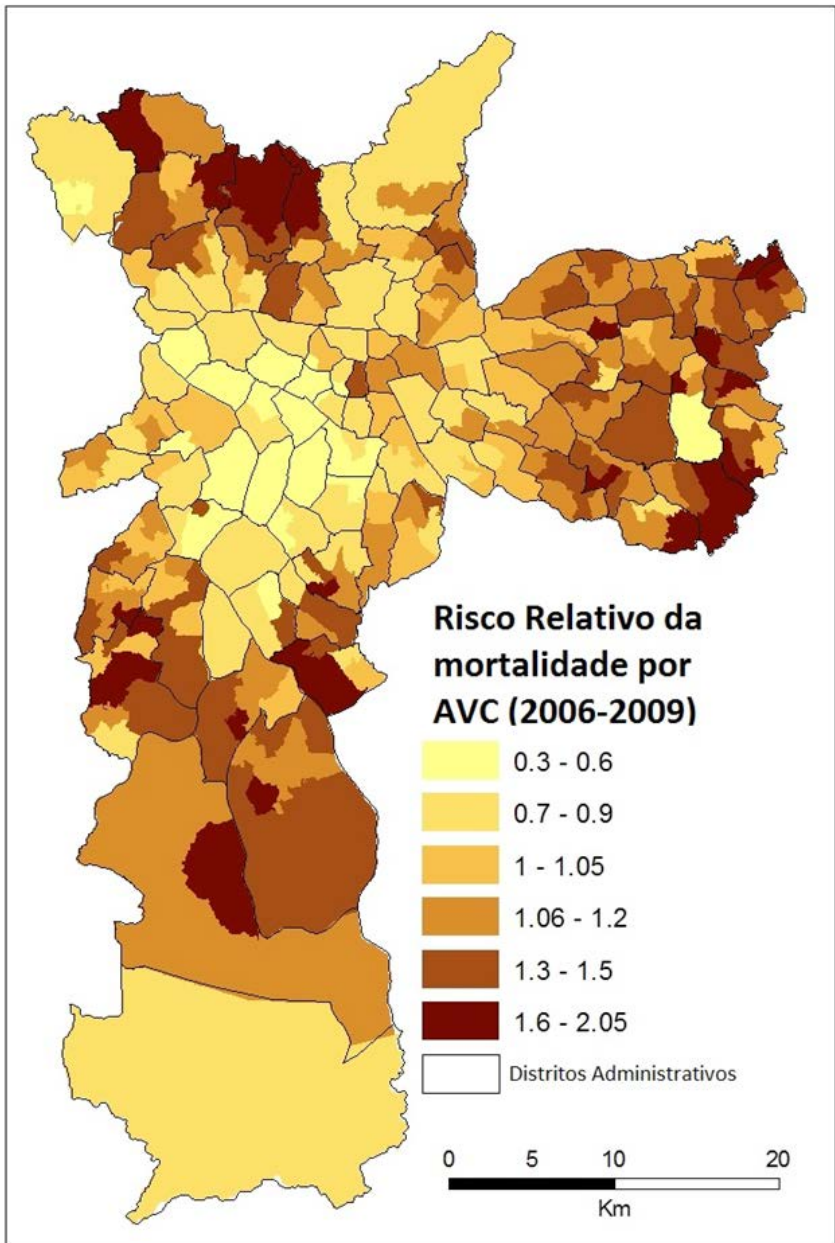 Risco Relativo da
mortalidade por
AVC (2006-2009)
0.3 - 0.6
0.7 - 0.9
1 - 1.05
1.06 - 1.2
1.3 - 1.5
1.6 - 2.05
Distritos Administrativos
0 5 10 20
Km